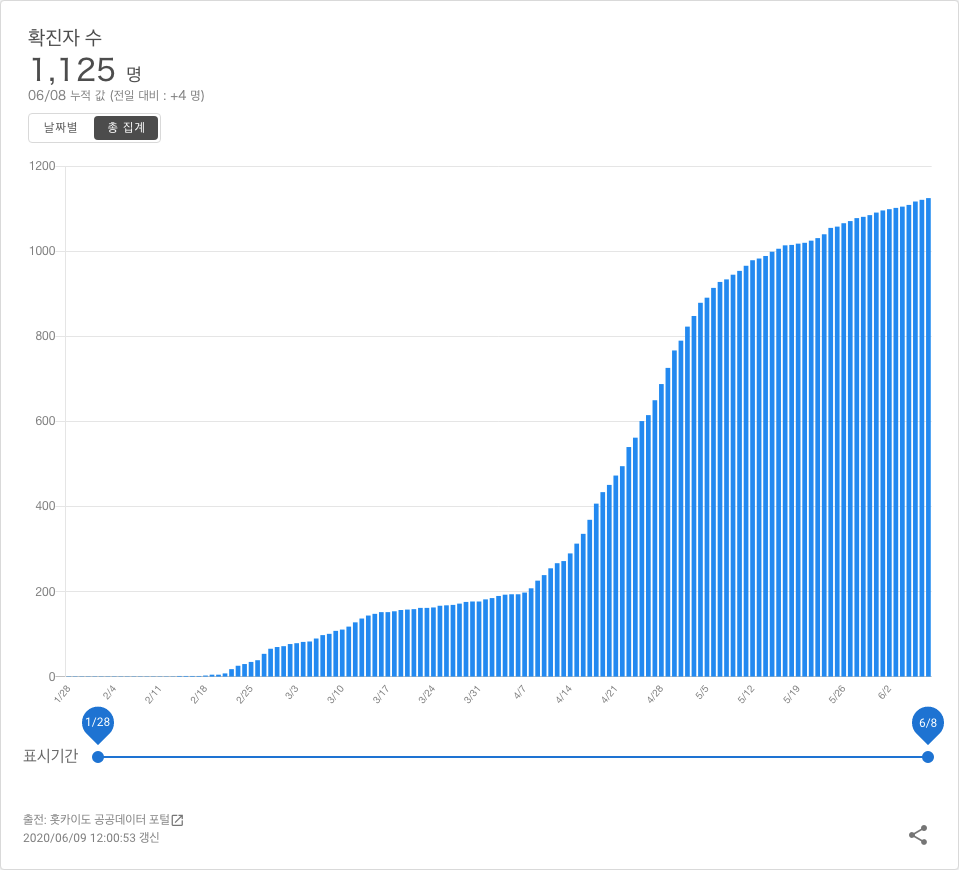 확진자 수
1,125 명
06/08 누적 값 (전일 대비 : +4 명)
날짜별 총 집계
1200
1000
800
600
400
200
0
1/28 2/4 2/11 2/18 2/25 3/3 3/10 3/17 3/24 3/31 4/7 4/14 4/21 4/28 5/5 5/12 5/19 5/26 6/2
1/28 6/8
표시기간
출전: 홋카이도 공공데이터 포털
2020/06/09 12:00:53 갱신